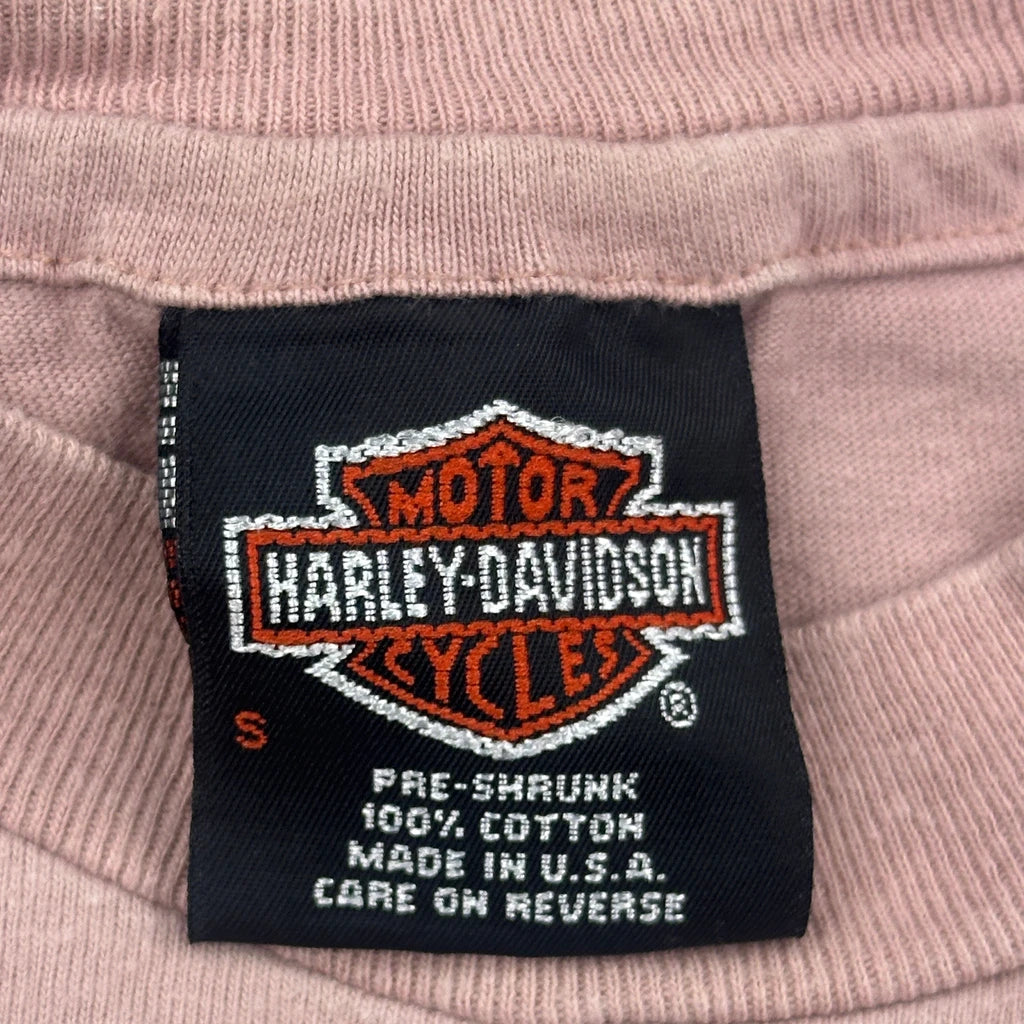 MOTOR
HARLEY-DAVIDSON
CYCLES
®
S
PRE-SHRUNK
100% COTTON
MADE IN U.S.A.
CARE ON REVERSE